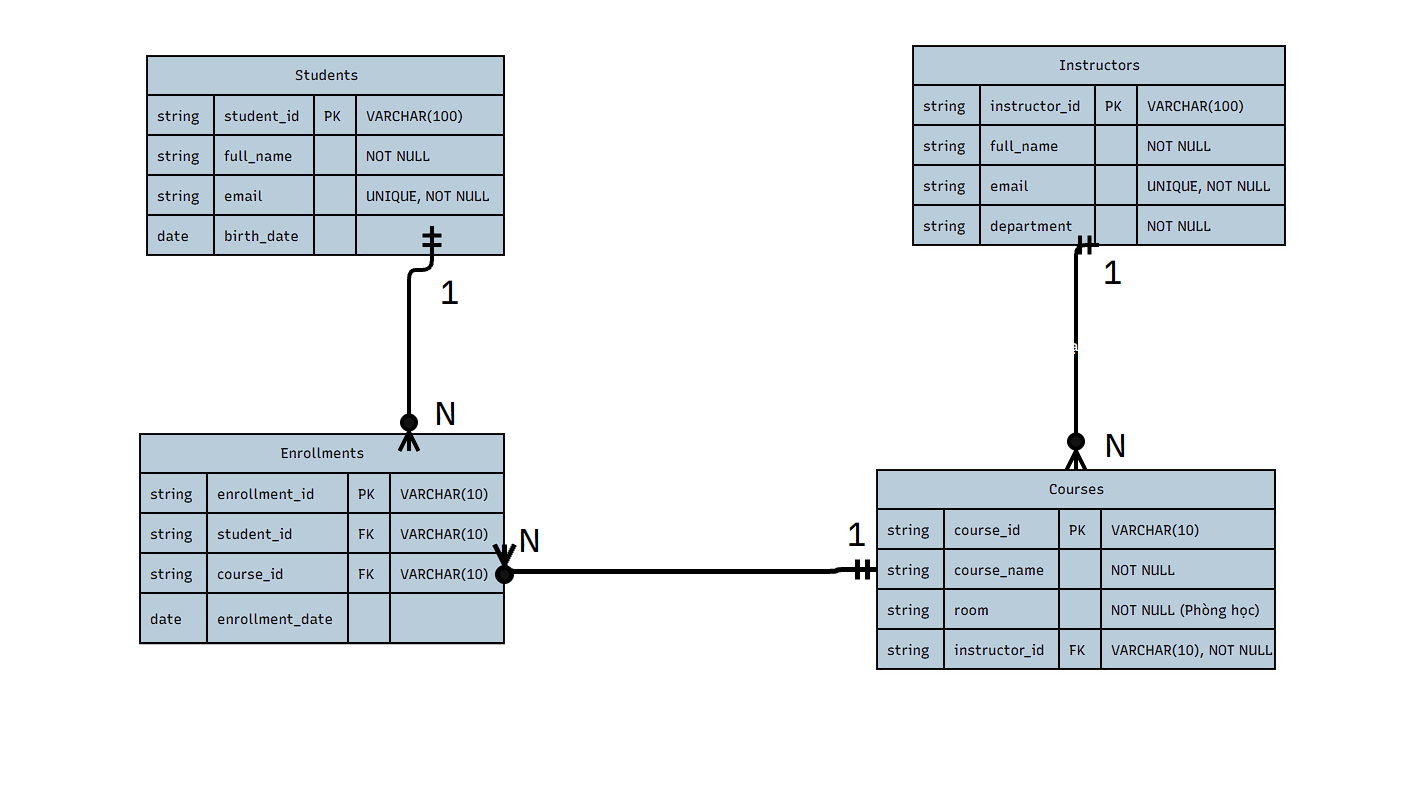 Students
string student_id PK VARCHAR(100)
string full_name NOT NULL
string email UNIQUE, NOT NULL
date birth_date
1
N
Instructors
string instructor_id PK VARCHAR(100)
string full_name NOT NULL
string email UNIQUE, NOT NULL
string department NOT NULL
1
N
Enrollments
string enrollment_id PK VARCHAR(10)
string student_id FK VARCHAR(10)
string course_id FK VARCHAR(10)
date enrollment_date
N
1
Courses
string course_id PK VARCHAR(10)
string course_name NOT NULL
string room NOT NULL (Phòng học)
string instructor_id FK VARCHAR(10), NOT NULL